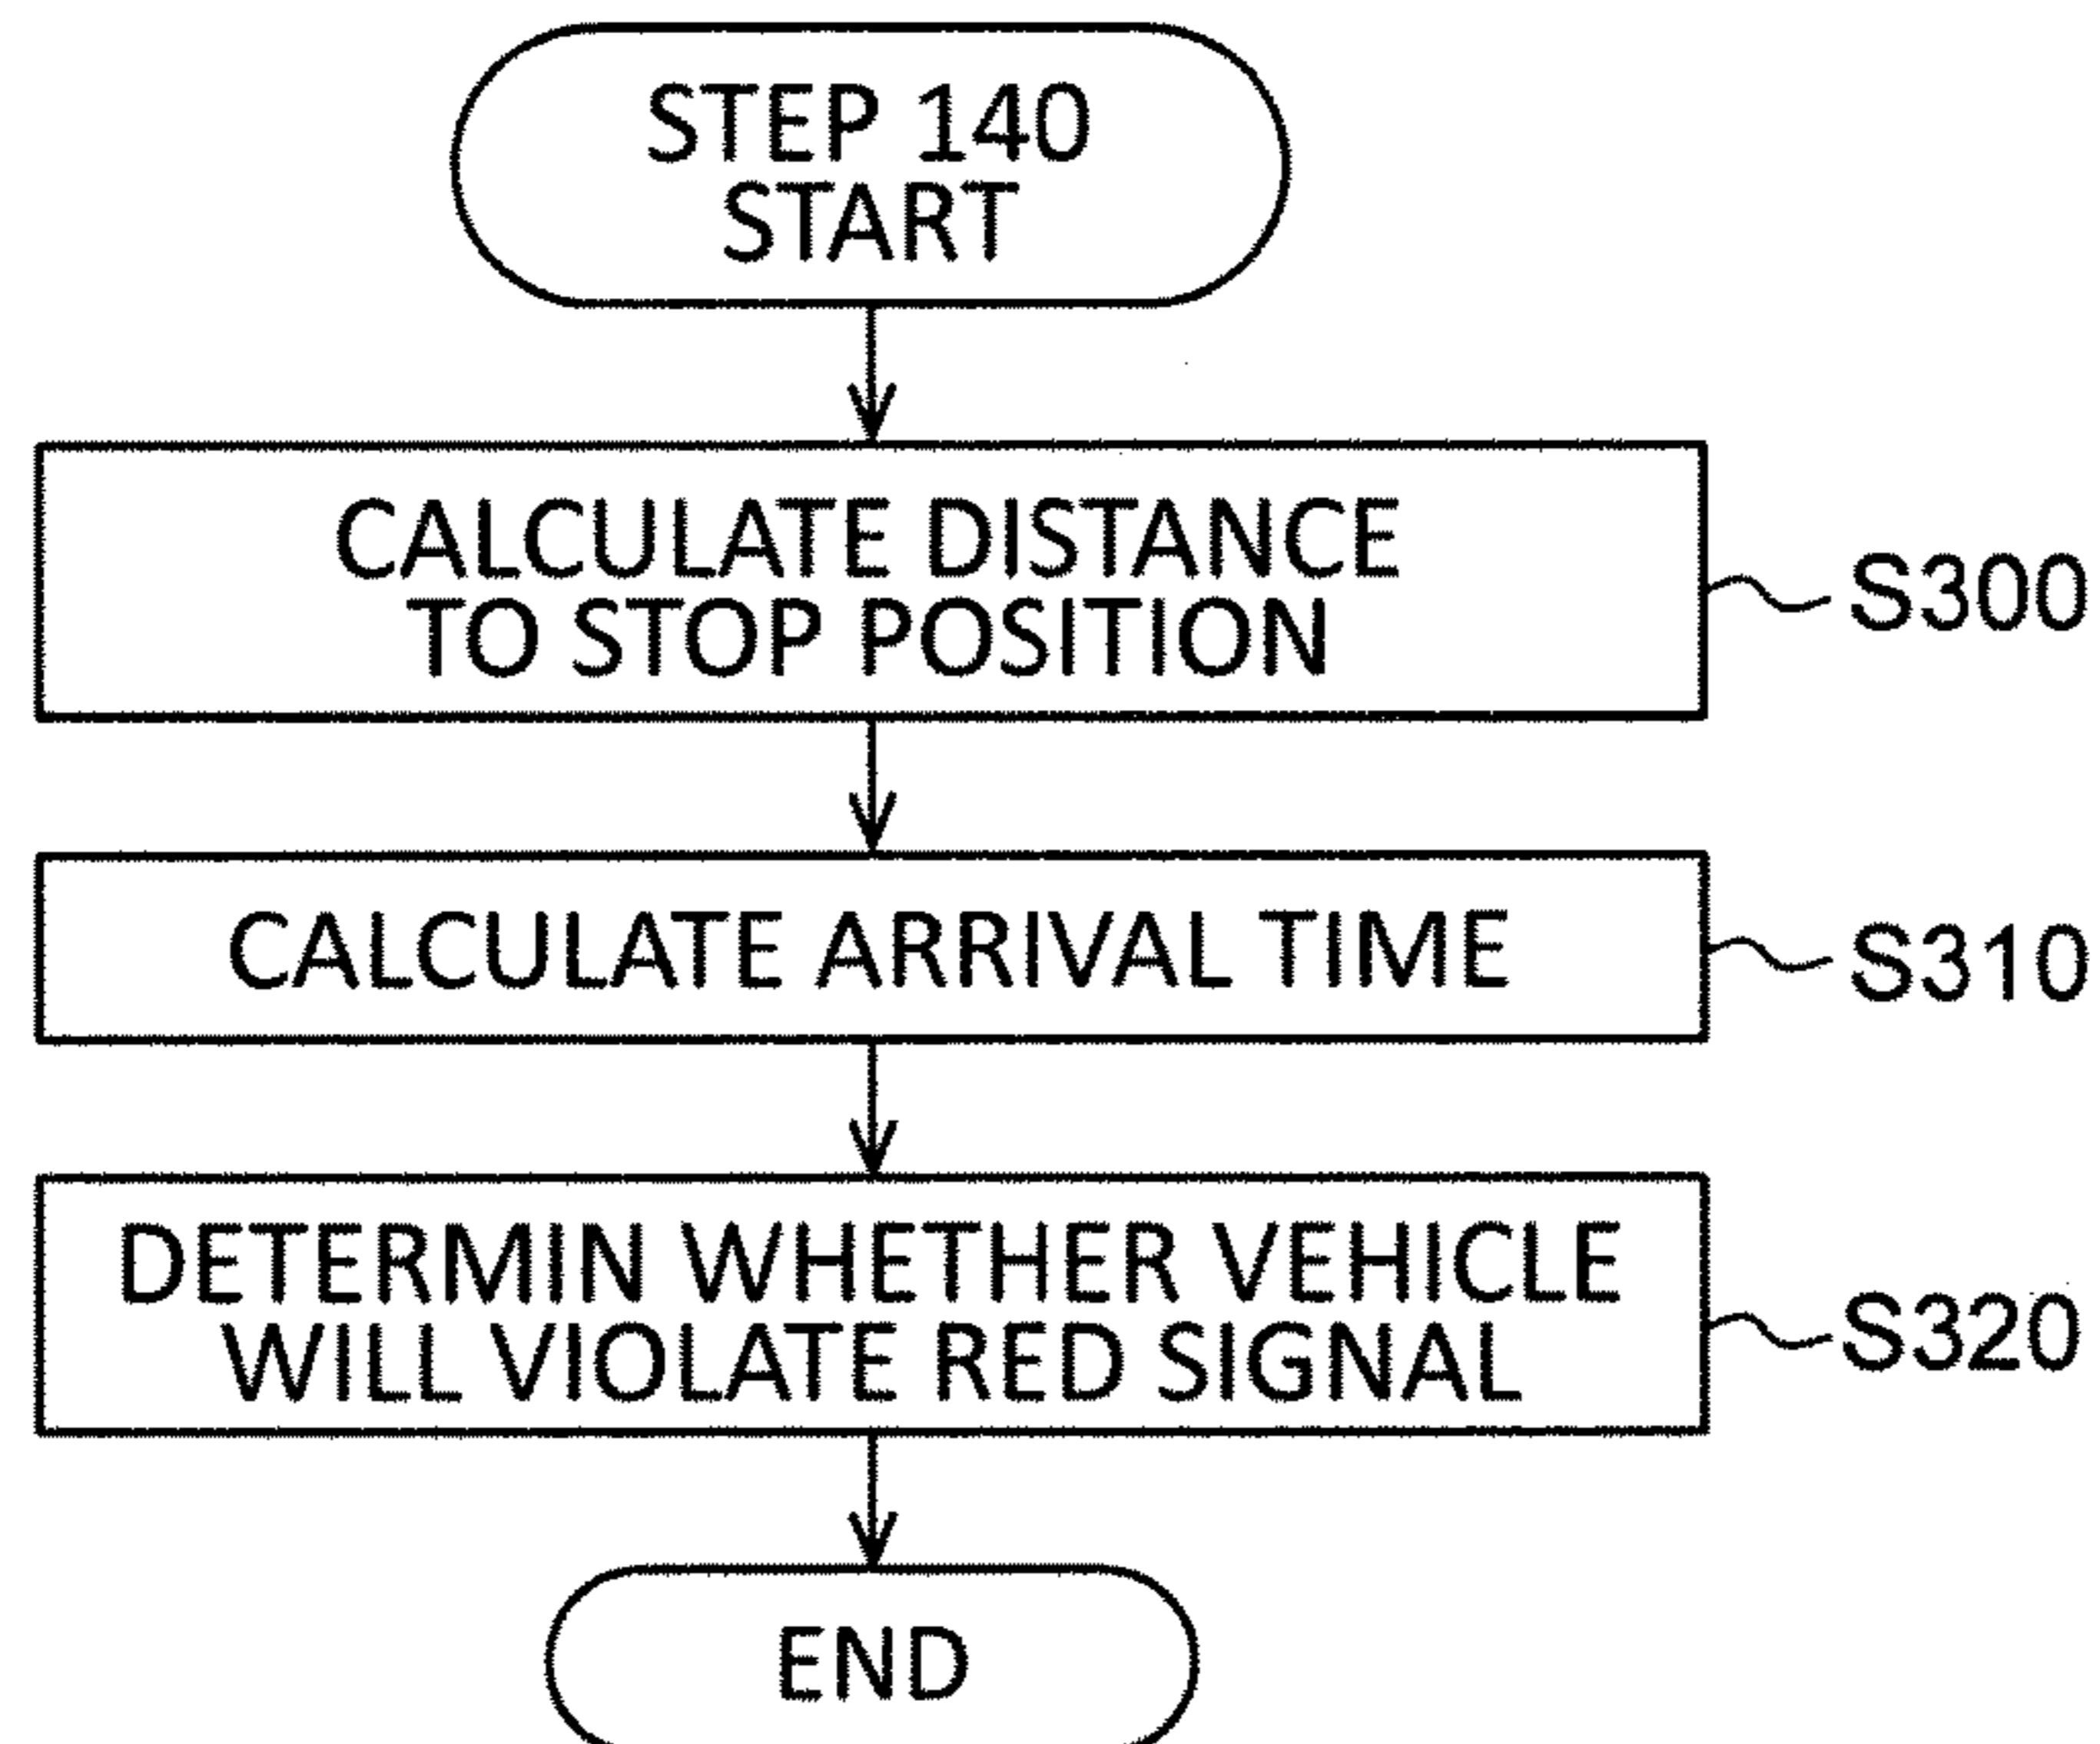 STEP 140
START
CALCULATE DISTANCE
TO STOP POSITION
S300
CALCULATE ARRIVAL TIME
S310
DETERMIN WHETHER VEHICLE
WILL VIOLATE RED SIGNAL
S320
END